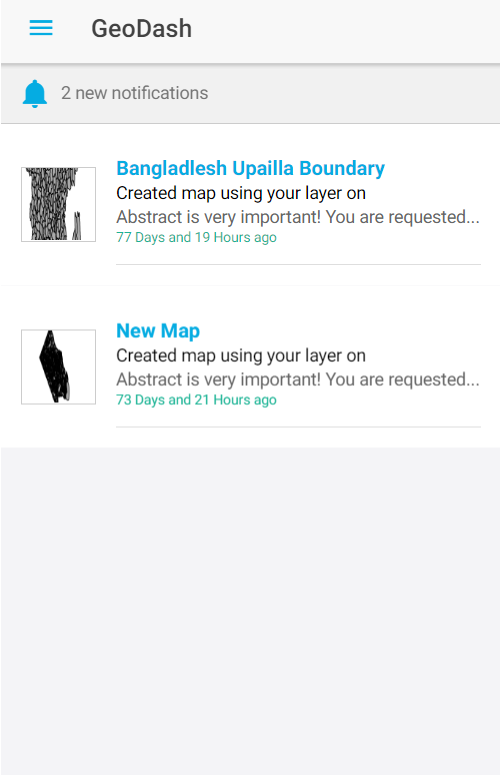 GeoDash
2 new notifications
Bangladlesh Upailla Boundary
Created map using your layer on
Abstract is very important! You are requested...
77 Days and 19 Hours ago
New Map
Created map using your layer on
Abstract is very important! You are requested...
73 Days and 21 Hours ago